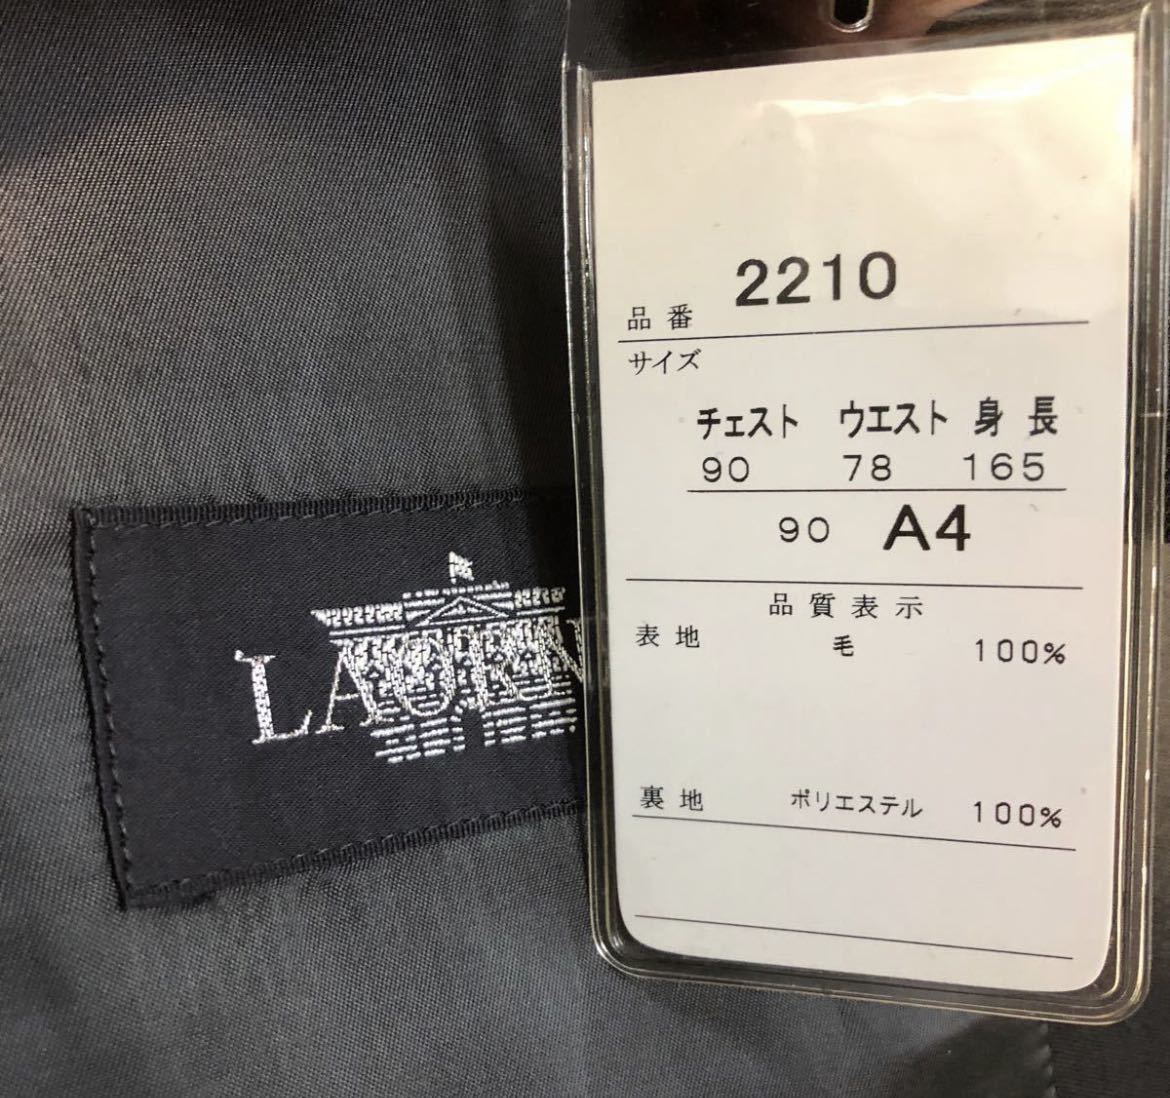 2210
品番
サイズ
チェスト ウエスト 身長
90 78 165
90 A4
品質表示
表地 毛 100%
裏地 ポリエステル 100%